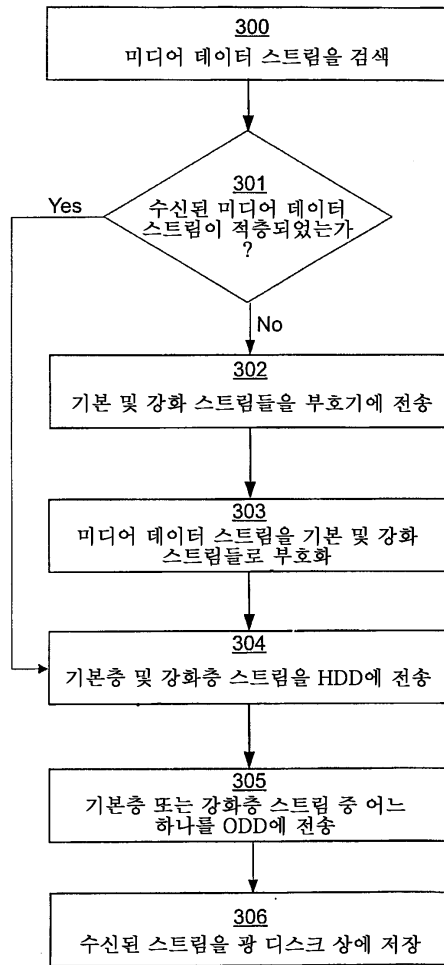 300
미디어 데이터 스트림을 검색
301
수신된 미디어 데이터
스트림이 적층되었는가
?
Yes
No
302
기본 및 강화 스트림들을 부호기에 전송
303
미디어 데이터 스트림을 기본 및 강화
스트림들로 부호화
304
기본층 및 강화층 스트림을 HDD에 전송
305
기본층 또는 강화층 스트림 중 어느
하나를 ODD에 전송
306
수신된 스트림을 광 디스크 상에 저장